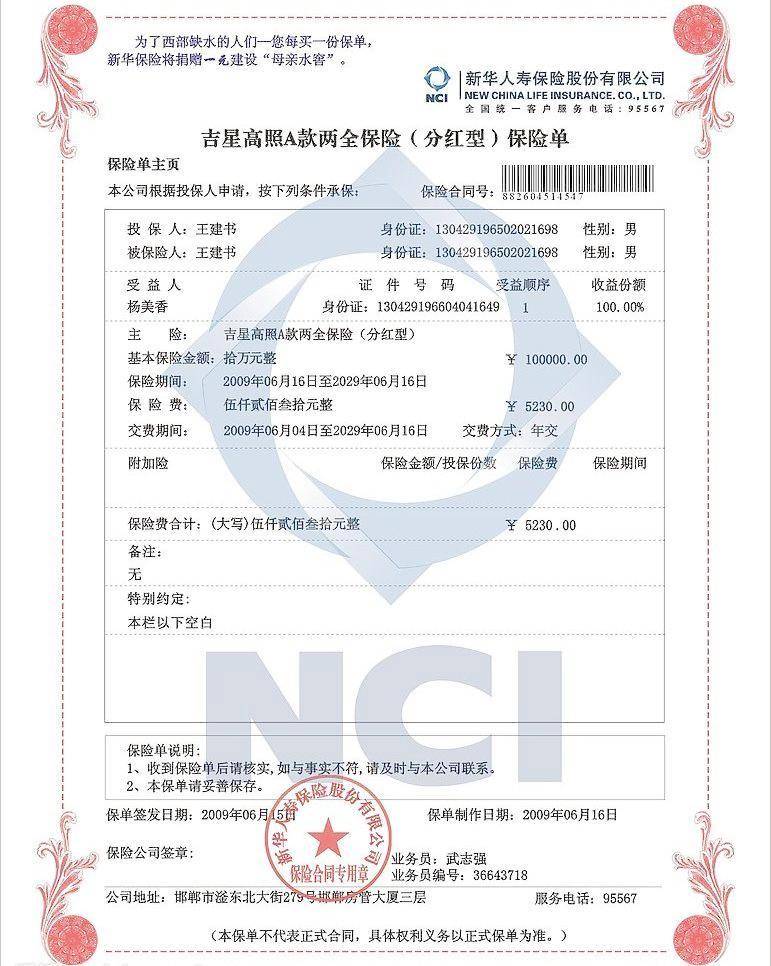 为了西部缺水的人们—您每买一份保单，
新华保险将捐赠一元建设“母亲水窖”。
NCI 新华人寿保险股份有限公司
NEW CHINA LIFE INSURANCE. CO., LTD.
全国统一客户服务电话：95567
吉星高照A款两全保险（分红型）保险单
保险单主页
本公司根据投保人申请，按下列条件承保： 保险合同号：
882604514547
投 保 人：王建书 身份证：130429196502021698 性别：男
被保险人：王建书 身份证：130429196502021698 性别：男
受 益 人 证 件 号 码 受益顺序 收益份额
杨美香 身份证：130429196604041649 1 100.00%
主 险： 吉星高照A款两全保险（分红型）
基本保险金额：拾万元整 ¥ 100000.00
保险期间： 2009年06月16日至2029年06月16日
保 险 费： 伍仟贰佰叁拾元整 ¥ 5230.00
交费期间： 2009年06月04日至2029年06月16日 交费方式：年交
附加险 保险金额/投保份数 保险费 保险期间
保险费合计：(大写)伍仟贰佰叁拾元整 ¥ 5230.00
备注：
无
特别约定：
本栏以下空白
NCI
保险单说明：
1、收到保险单后请核实,如与事实不符,请及时与本公司联系。
2、本保单请妥善保存。
保单签发日期：2009年06月15日 保单制作日期：2009年06月16日
新华人寿保险股份有限公司
保险合同专用章
保险公司签章： 业务员：武志强
业务员编号：36643718
公司地址：邯郸市滏东北大街279号邯郸房管大厦三层 服务电话：95567
（本保单不代表正式合同，具体权利义务以正式保单为准。）